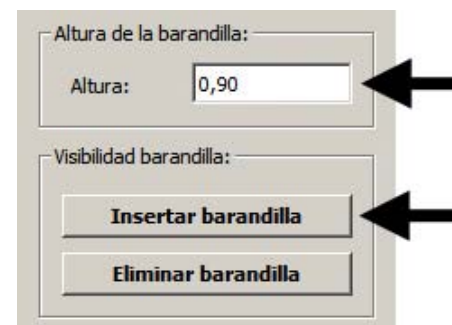 Altura de la barandilla:
Altura: 0,90
Visibilidad barandilla:
Insertar barandilla
Eliminar barandilla